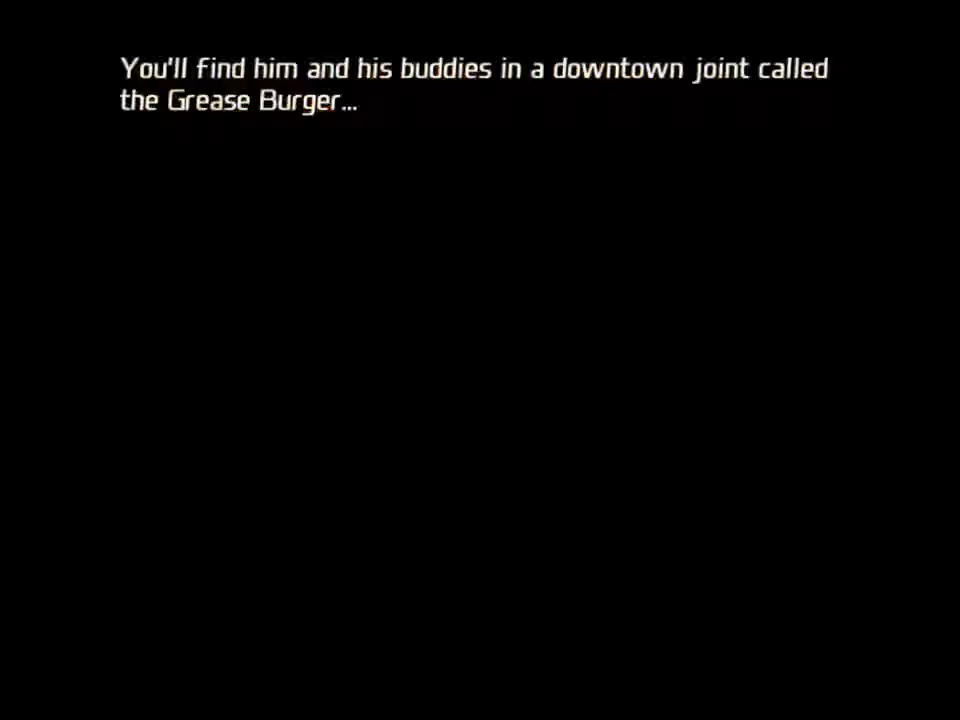 You'll find him and his buddies in a downtown joint called
the Grease Burger...